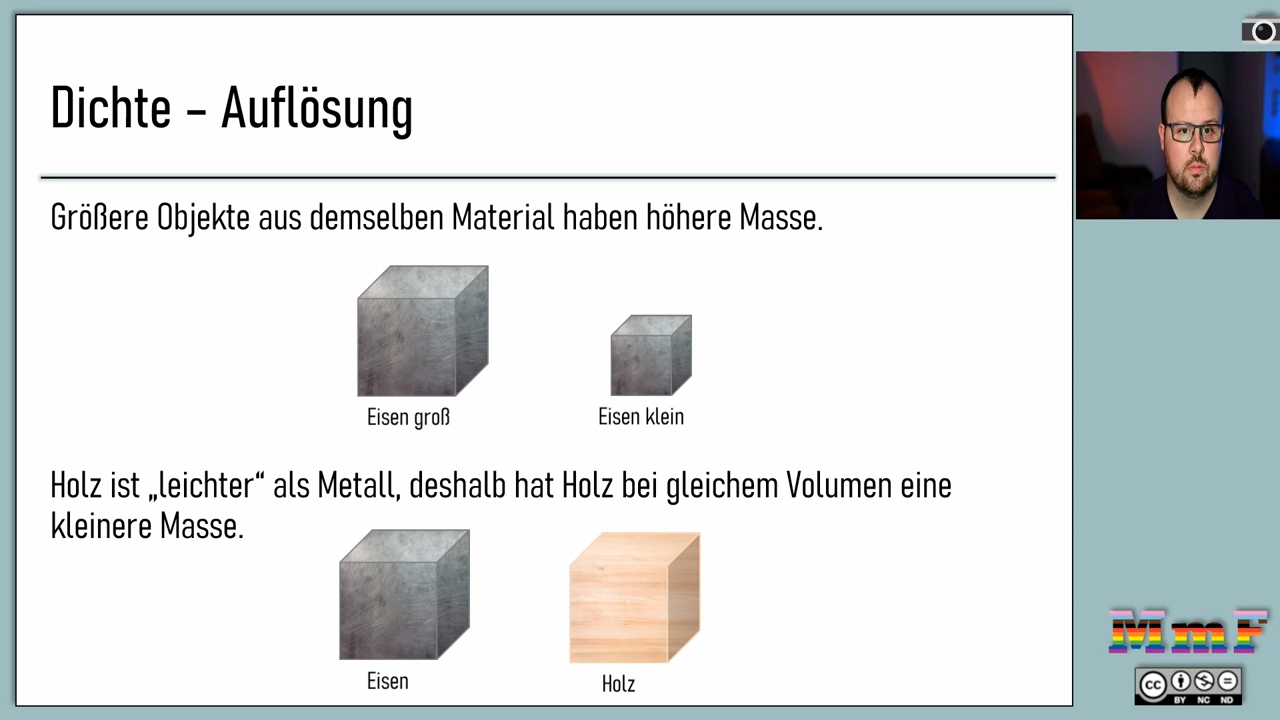 Dichte – Auflösung
Größere Objekte aus demselben Material haben höhere Masse.
Eisen groß
Eisen klein
Holz ist „leichter“ als Metall, deshalb hat Holz bei gleichem Volumen eine
kleinere Masse.
Eisen
Holz
M m F
cc
BY NC ND